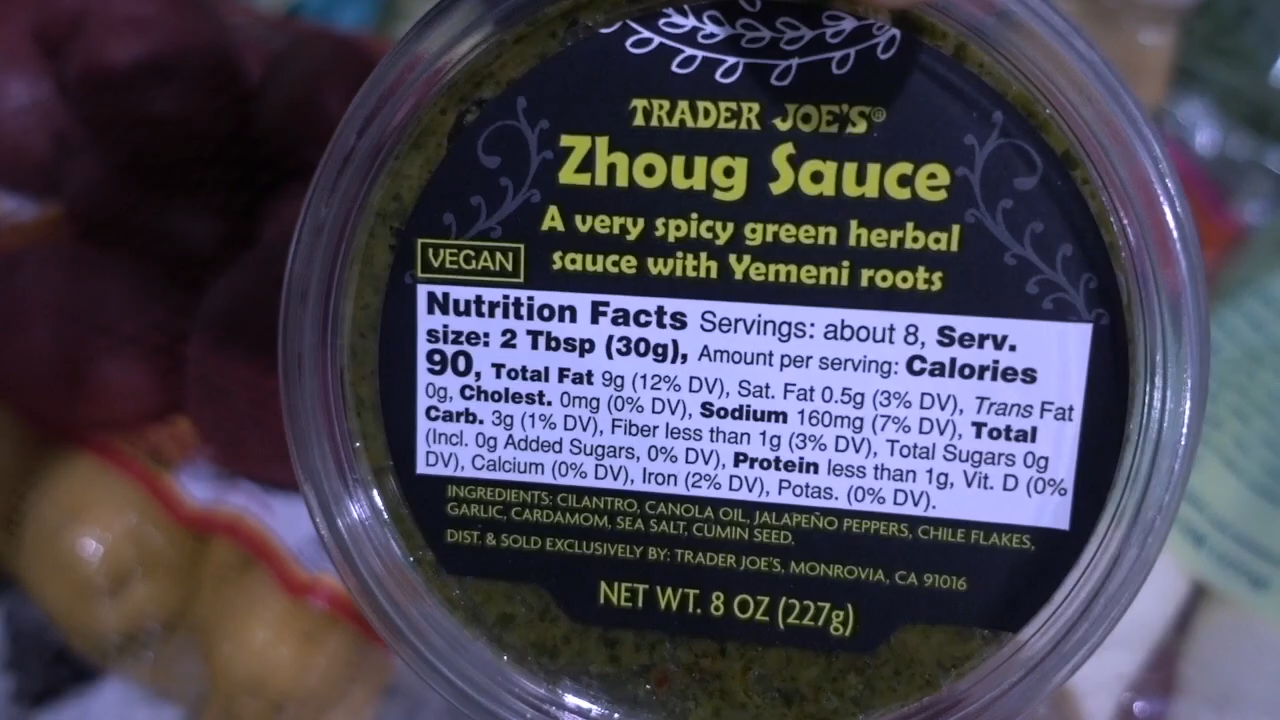 TRADER JOE'S®
Zhoug Sauce
A very spicy green herbal
sauce with Yemeni roots
VEGAN
Nutrition Facts Servings: about 8, Serv.
size: 2 Tbsp (30g), Amount per serving: Calories
90, Total Fat 9g (12% DV), Sat. Fat 0.5g (3% DV), Trans Fat
0g, Cholest. 0mg (0% DV), Sodium 160mg (7% DV), Total
Carb. 3g (1% DV), Fiber less than 1g (3% DV), Total Sugars 0g
(Incl. 0g Added Sugars, 0% DV), Protein less than 1g, Vit. D (0%
DV), Calcium (0% DV), Iron (2% DV), Potas. (0% DV).
INGREDIENTS: CILANTRO, CANOLA OIL, JALAPEÑO PEPPERS, CHILE FLAKES,
GARLIC, CARDAMOM, SEA SALT, CUMIN SEED.
DIST. & SOLD EXCLUSIVELY BY: TRADER JOE'S, MONROVIA, CA 91016
NET WT. 8 OZ (227g)